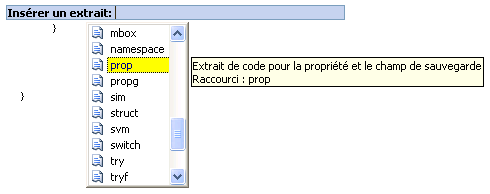 Insérer un extrait:
}
mbox
namespace
prop
Extrait de code pour la propriété et le champ de sauvegarde
Raccourci : prop
propg
sim
}
struct
svm
switch
try
tryf